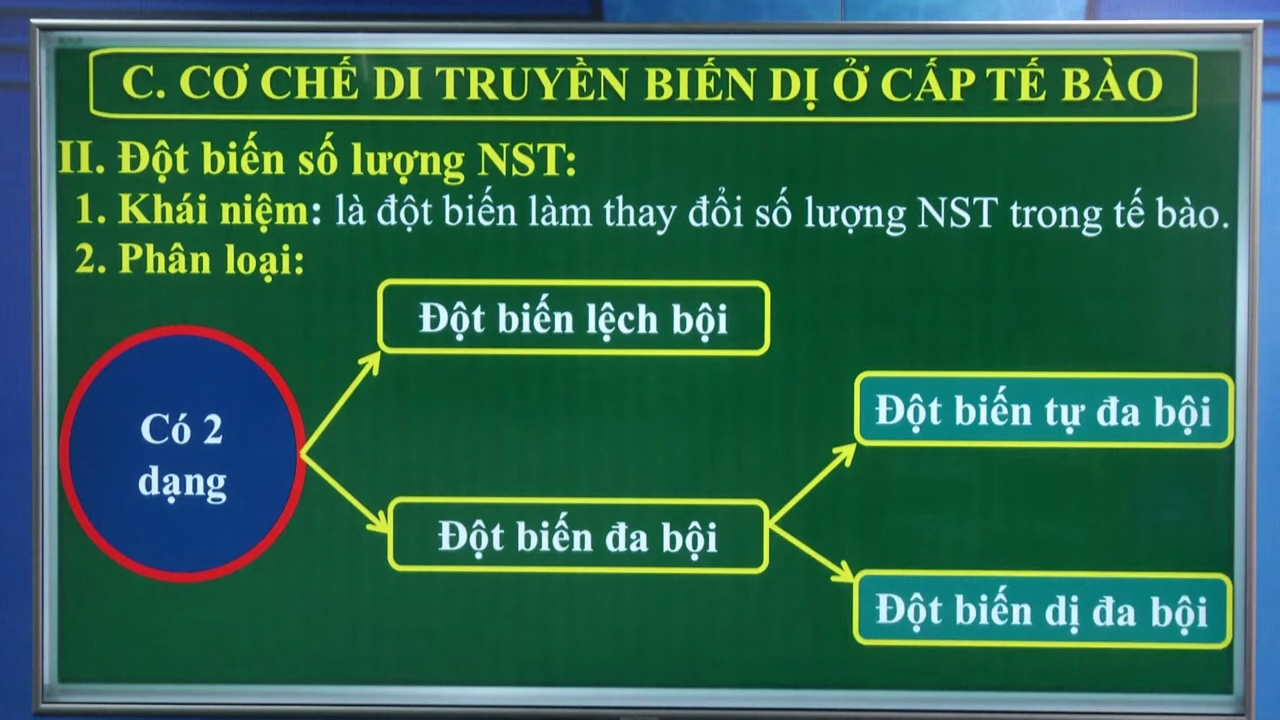 C. CƠ CHẾ DI TRUYỀN BIẾN DỊ Ở CẤP TẾ BÀO
II. Đột biến số lượng NST:
1. Khái niệm: là đột biến làm thay đổi số lượng NST trong tế bào.
2. Phân loại:
Có 2
dạng
Đột biến lệch bội
Đột biến đa bội
Đột biến tự đa bội
Đột biến dị đa bội